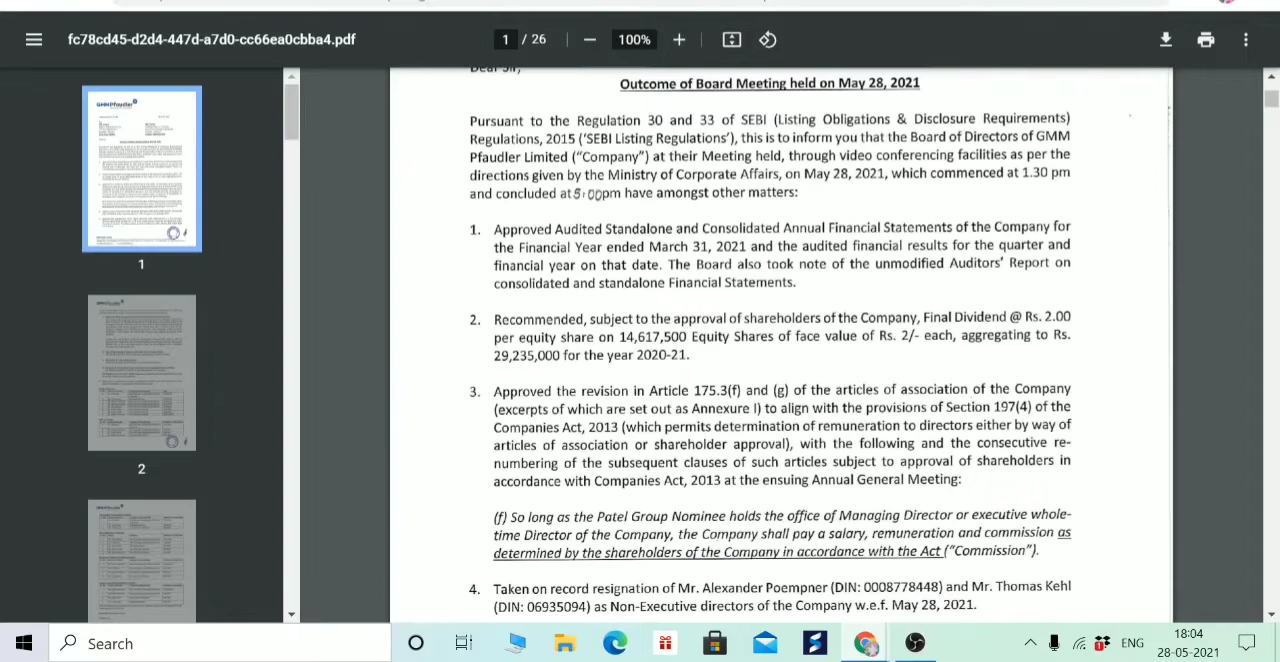 fc78cd45-d2d4-447d-a7d0-cc66ea0cbba4.pdf
1 / 26
100%
GMM Pfaudler
1
2
Dear Sir,
Outcome of Board Meeting held on May 28, 2021
Pursuant to the Regulation 30 and 33 of SEBI (Listing Obligations & Disclosure Requirements)
Regulations, 2015 ('SEBI Listing Regulations'), this is to inform you that the Board of Directors of GMM
Pfaudler Limited ("Company") at their Meeting held, through video conferencing facilities as per the
directions given by the Ministry of Corporate Affairs, on May 28, 2021, which commenced at 1.30 pm
and concluded at 5.00pm have amongst other matters:
1. Approved Audited Standalone and Consolidated Annual Financial Statements of the Company for
the Financial Year ended March 31, 2021 and the audited financial results for the quarter and
financial year on that date. The Board also took note of the unmodified Auditors' Report on
consolidated and standalone Financial Statements.
2. Recommended, subject to the approval of shareholders of the Company, Final Dividend @ Rs. 2.00
per equity share on 14,617,500 Equity Shares of face value of Rs. 2/- each, aggregating to Rs.
29,235,000 for the year 2020-21.
3. Approved the revision in Article 175.3(f) and (g) of the articles of association of the Company
(excerpts of which are set out as Annexure I) to align with the provisions of Section 197(4) of the
Companies Act, 2013 (which permits determination of remuneration to directors either by way of
articles of association or shareholder approval), with the following and the consecutive re-
numbering of the subsequent clauses of such articles subject to approval of shareholders in
accordance with Companies Act, 2013 at the ensuing Annual General Meeting:
(f) So long as the Patel Group Nominee holds the office of Managing Director or executive whole-
time Director of the Company, the Company shall pay a salary, remuneration and commission as
determined by the shareholders of the Company in accordance with the Act ("Commission").
4. Taken on record resignation of Mr. Alexander Poempner (DIN: 08778448) and Mr. Thomas Kehl
(DIN: 06935094) as Non-Executive directors of the Company w.e.f. May 28, 2021.
Search
ENG
18:04
28-05-2021